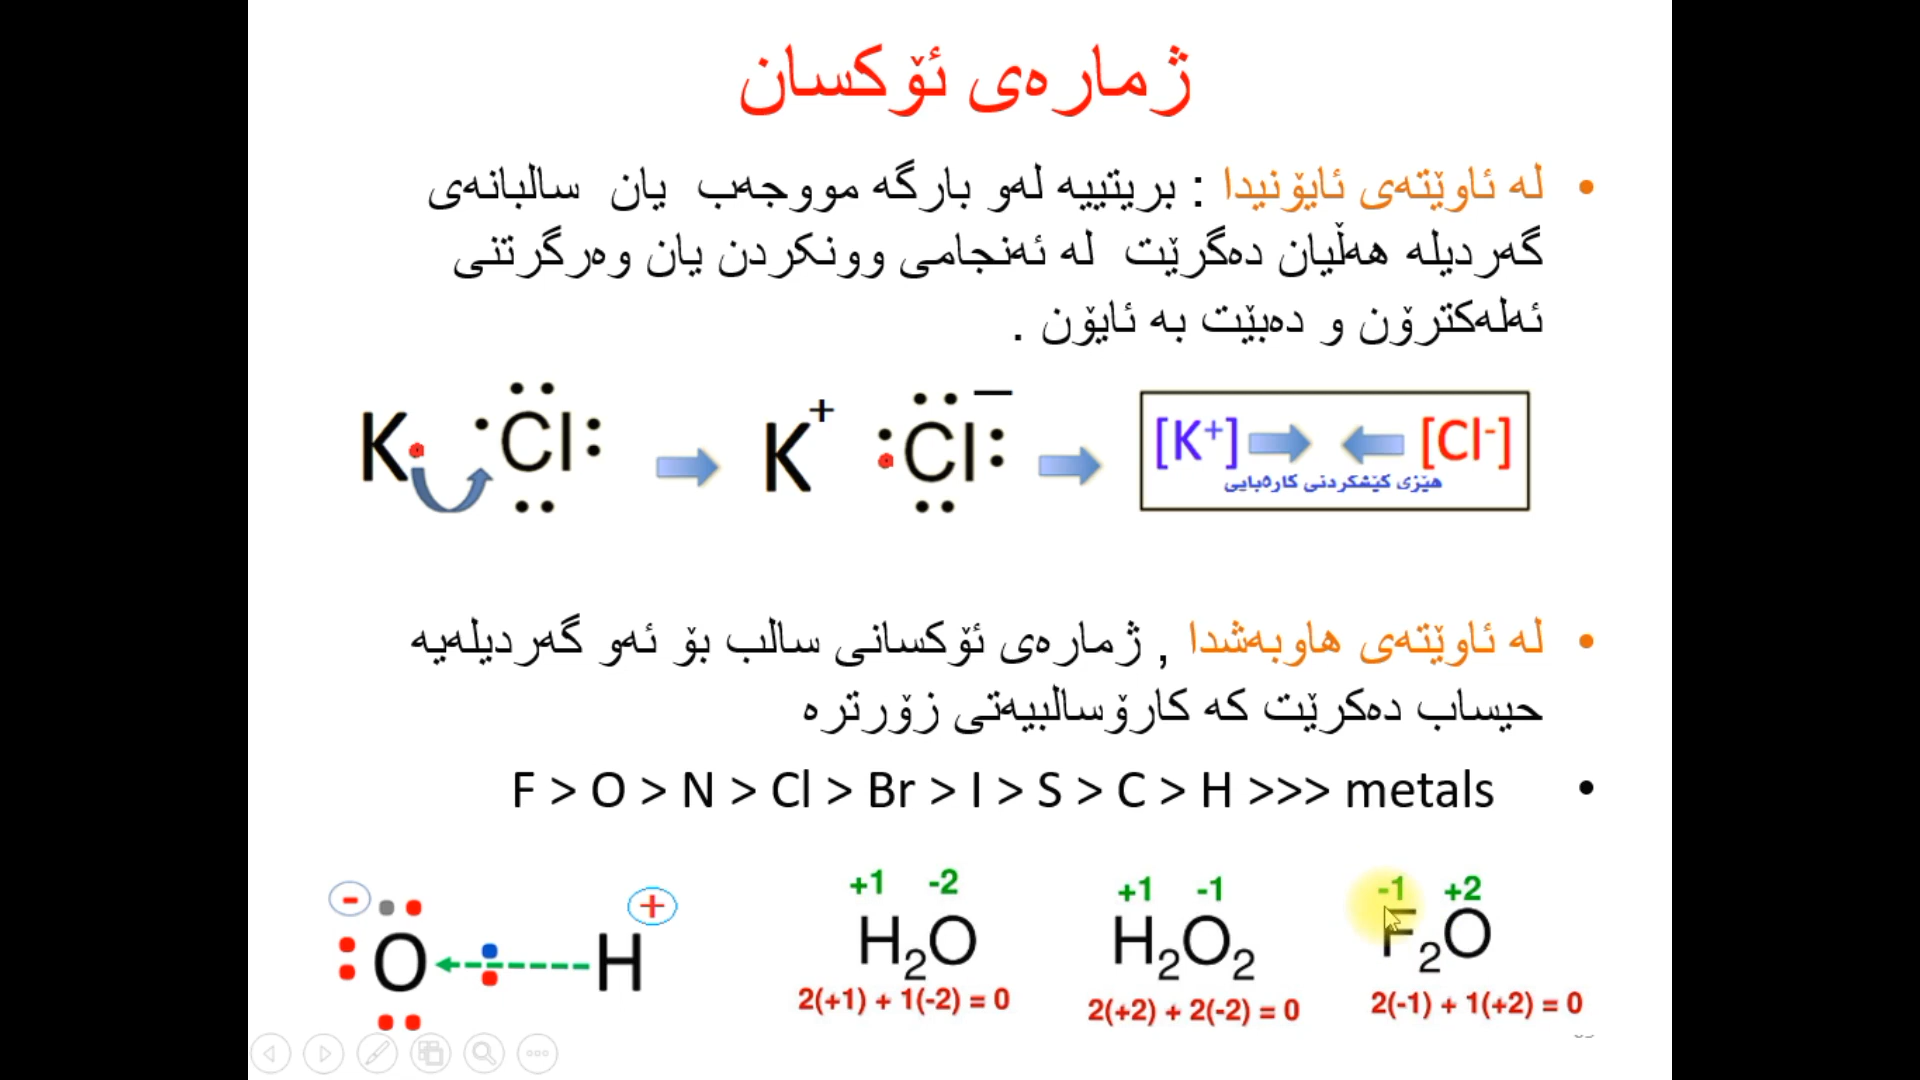 ژمارەی ئۆکسان
• لە ئاوێتەی ئایۆنیدا : بریتییە لەو بارگە مووجەب یان سالبانەی
گەردیلە هەڵیان دەگرێت لە ئەنجامی وونکردن یان وەرگرتنی
ئەلەکترۆن و دەبێت بە ئایۆن .
K Cl K+ Cl− [K+] [Cl-]
هێزی کێشکردنی کارەبایی
• لە ئاوێتەی هاوبەشدا , ژمارەی ئۆکسانی سالب بۆ ئەو گەردیلەیە
حیساب دەکرێت کە کارۆسالبییەتی زۆرترە
• F > O > N > Cl > Br > I > S > C > H >>> metals
- +
O H
+1 -2
H2O
2(+1) + 1(-2) = 0
+1 -1
H2O2
2(+2) + 2(-2) = 0
-1 +2
F2O
2(-1) + 1(+2) = 0